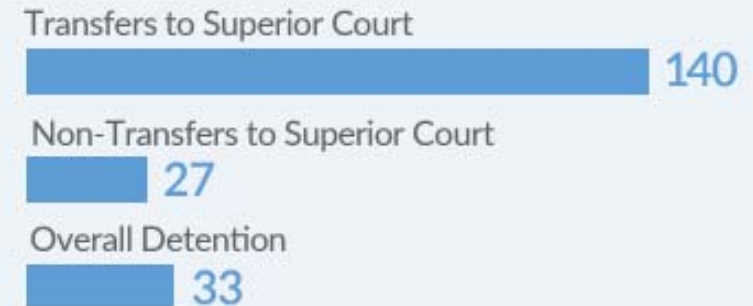 Transfers to Superior Court
140
Non-Transfers to Superior Court
27
Overall Detention
33